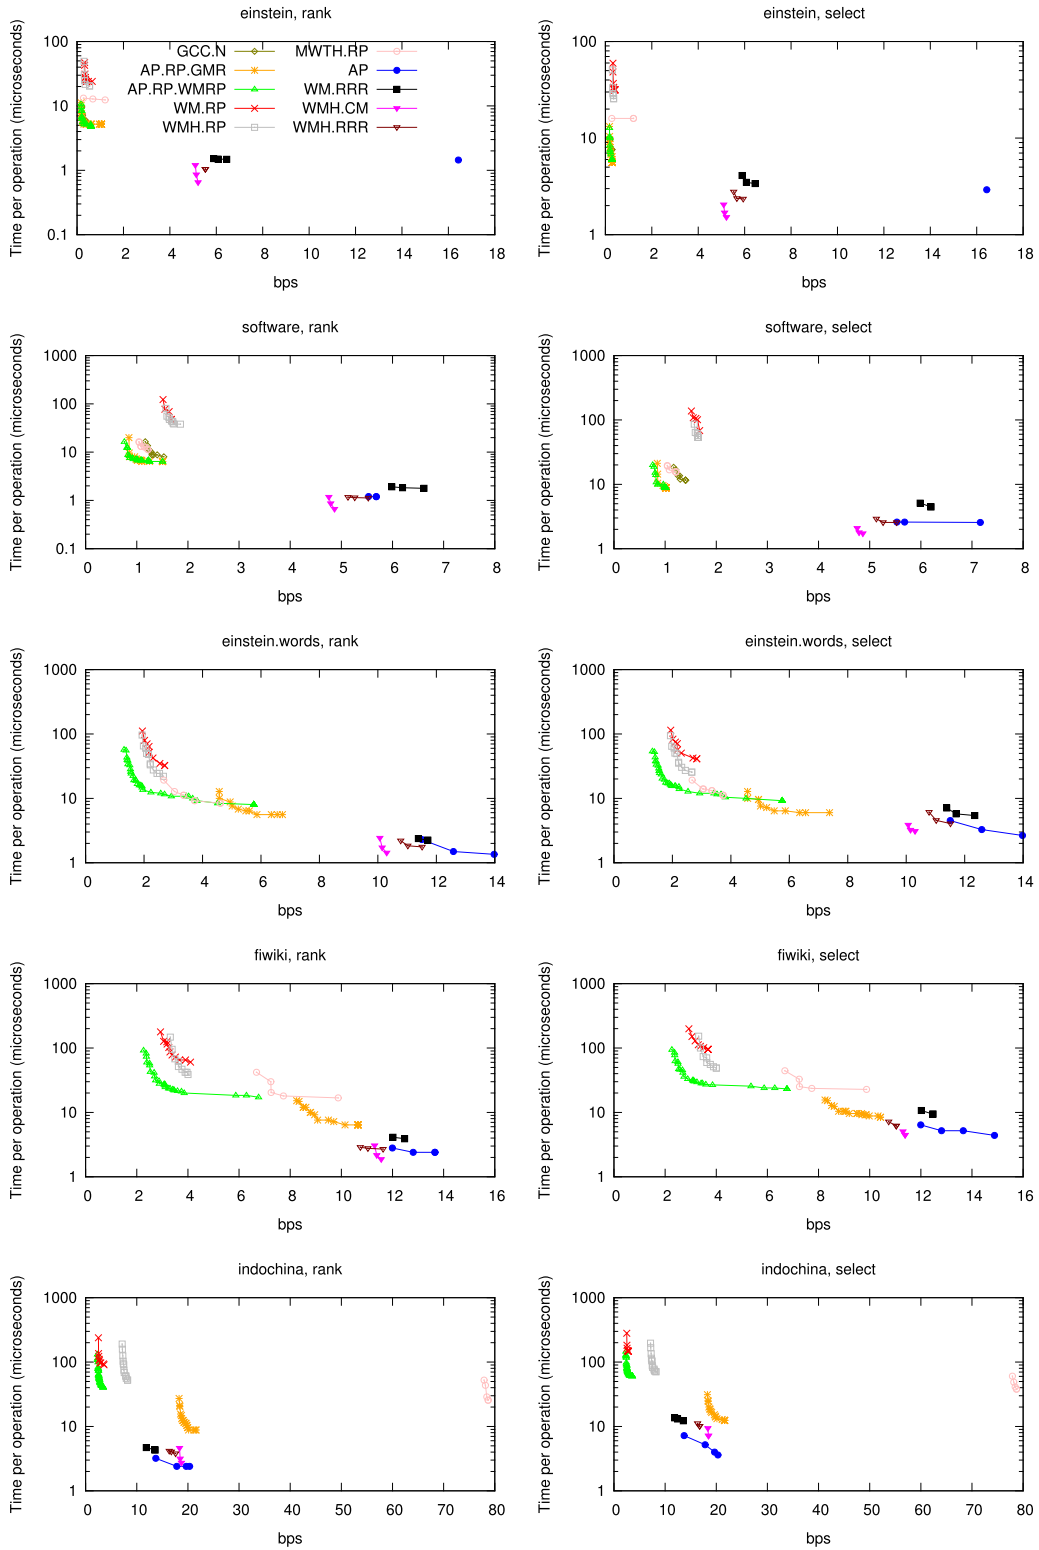 einstein, rank
Time per operation (microseconds)
100
10
1
0.1
GCC.N
AP.RP.GMR
AP.RP.WMRP
WM.RP
WMH.RP
MWTH.RP
AP
WM.RRR
WMH.CM
WMH.RRR
0 2 4 6 8 10 12 14 16 18
bps
einstein, select
Time per operation (microseconds)
100
10
1
0 2 4 6 8 10 12 14 16 18
bps
software, rank
Time per operation (microseconds)
1000
100
10
1
0.1
0 1 2 3 4 5 6 7 8
bps
software, select
Time per operation (microseconds)
1000
100
10
1
0 1 2 3 4 5 6 7 8
bps
einstein.words, rank
Time per operation (microseconds)
1000
100
10
1
0 2 4 6 8 10 12 14
bps
einstein.words, select
Time per operation (microseconds)
1000
100
10
1
0 2 4 6 8 10 12 14
bps
fiwiki, rank
Time per operation (microseconds)
1000
100
10
1
0 2 4 6 8 10 12 14 16
bps
fiwiki, select
Time per operation (microseconds)
1000
100
10
1
0 2 4 6 8 10 12 14 16
bps
indochina, rank
Time per operation (microseconds)
1000
100
10
1
0 10 20 30 40 50 60 70 80
bps
indochina, select
Time per operation (microseconds)
1000
100
10
1
0 10 20 30 40 50 60 70 80
bps